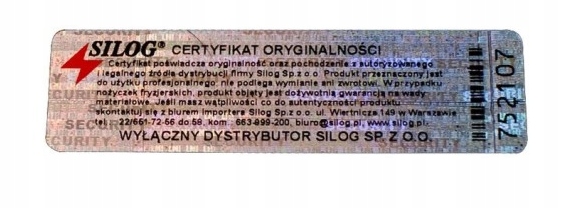 SILOG® CERTYFIKAT ORYGINALNOŚCI
Certyfikat poświadcza oryginalność oraz pochodzenie z autoryzowanego
i legalnego źródła dystrybucji firmy Silog Sp.z o.o. Produkt przeznaczony jest
do użytku profesjonalnego, nie podlega wymianie ani zwrotowi. W przypadku
nożyczek fryzjerskich, produkt objęty jest dożywotnią gwarancją na wady
materiałowe. Jeśli masz wątpliwości co do autentyczności produktu
skontaktuj się z biurem importera Silog Sp.z o.o. ul. Wiertnicza 149 w Warszawie
tel.: 22/651-72-56 do 58, kom.: 663-999-200, biuro@silog.pl, www.silog.pl
WYŁĄCZNY DYSTRYBUTOR SILOG SP Z O.O.
752107